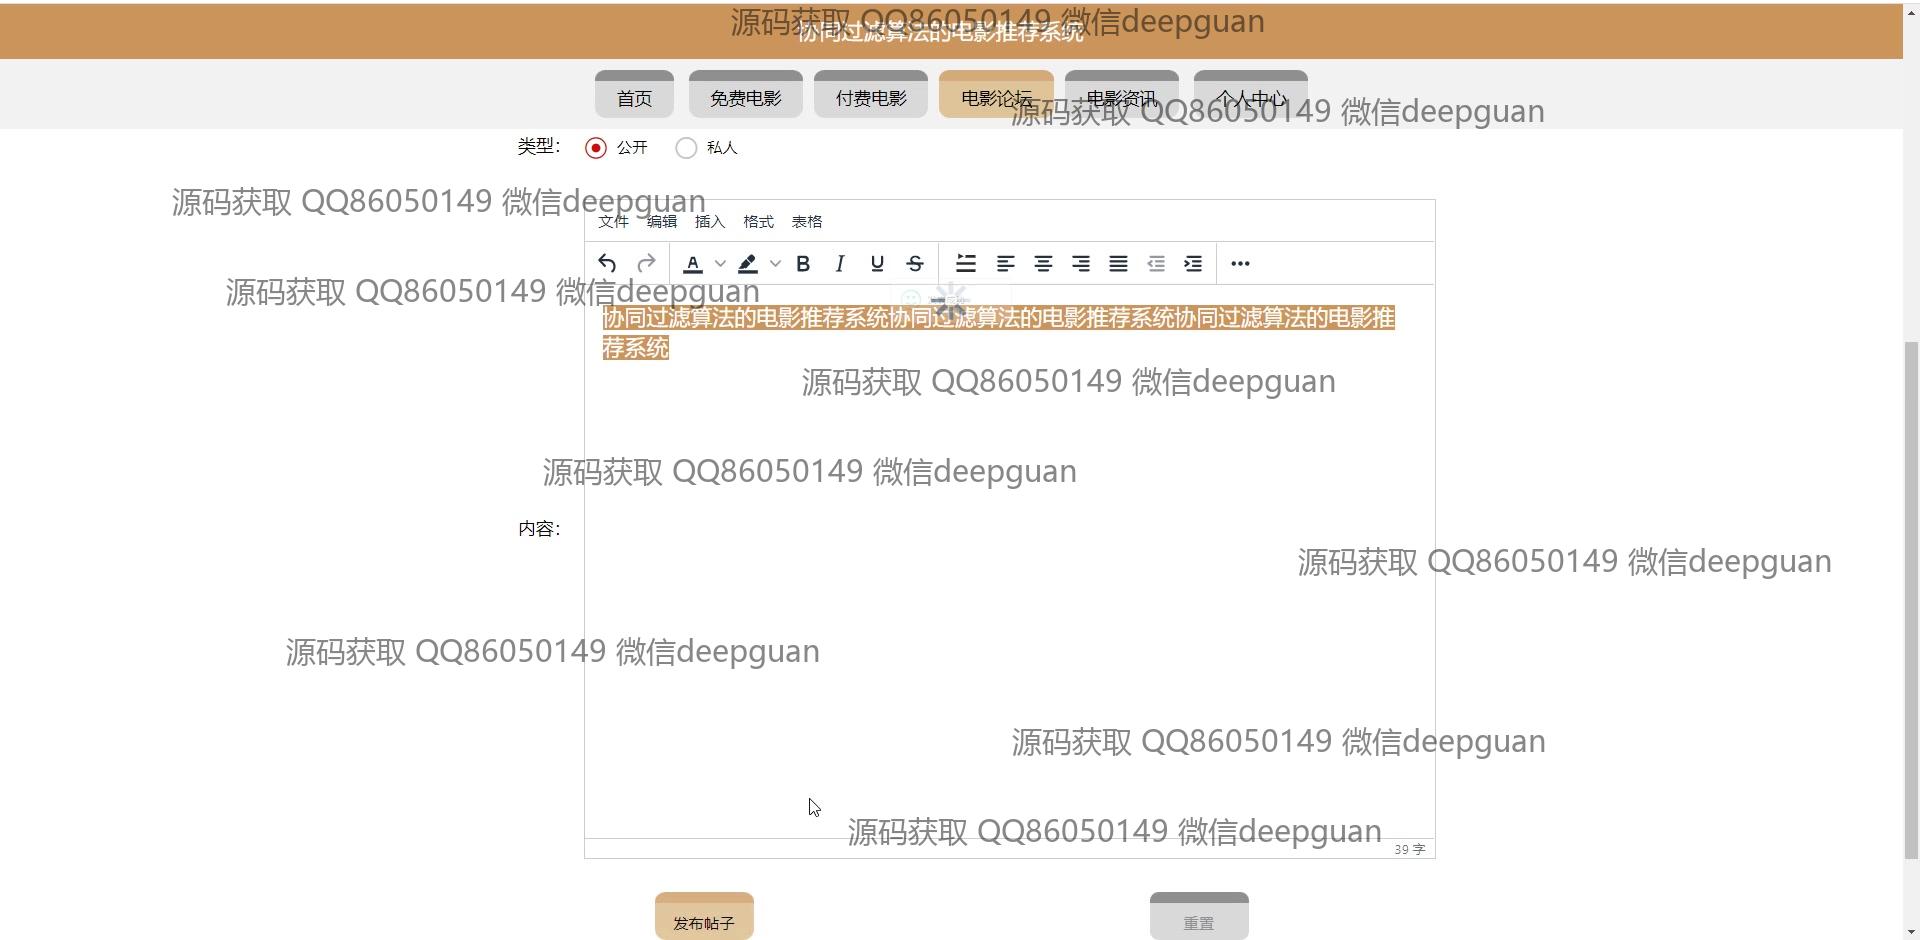 源码获取 QQ86050149 微信deepguan
协同过滤算法的电影推荐系统
首页 免费电影 付费电影 电影论坛 电影资讯 个人中心
源码获取 QQ86050149 微信deepguan
类型： 公开 私人
源码获取 QQ86050149 微信deepguan
文件 编辑 插入 格式 表格
源码获取 QQ86050149 微信deepguan
协同过滤算法的电影推荐系统协同过滤算法的电影推荐系统协同过滤算法的电影推
荐系统
源码获取 QQ86050149 微信deepguan
源码获取 QQ86050149 微信deepguan
内容：
源码获取 QQ86050149 微信deepguan
源码获取 QQ86050149 微信deepguan
源码获取 QQ86050149 微信deepguan
源码获取 QQ86050149 微信deepguan
39 字
发布帖子 重置